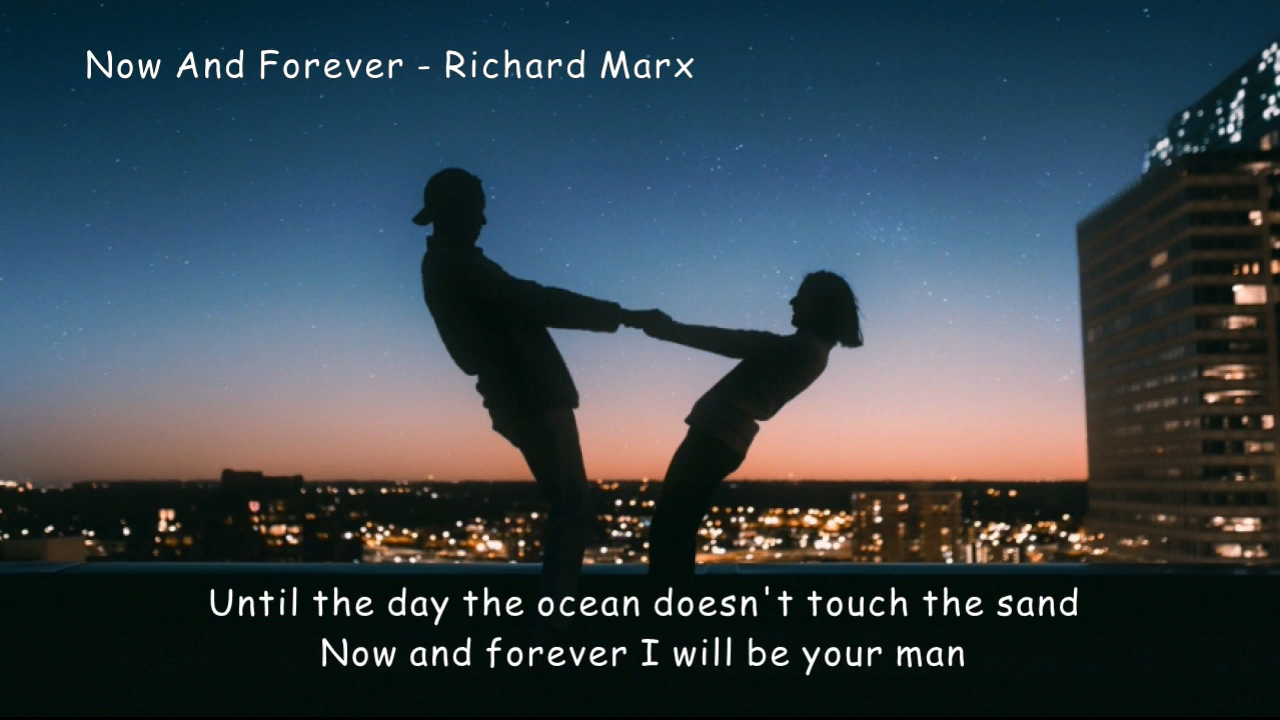 Now And Forever - Richard Marx
Until the day the ocean doesn't touch the sand
Now and forever I will be your man